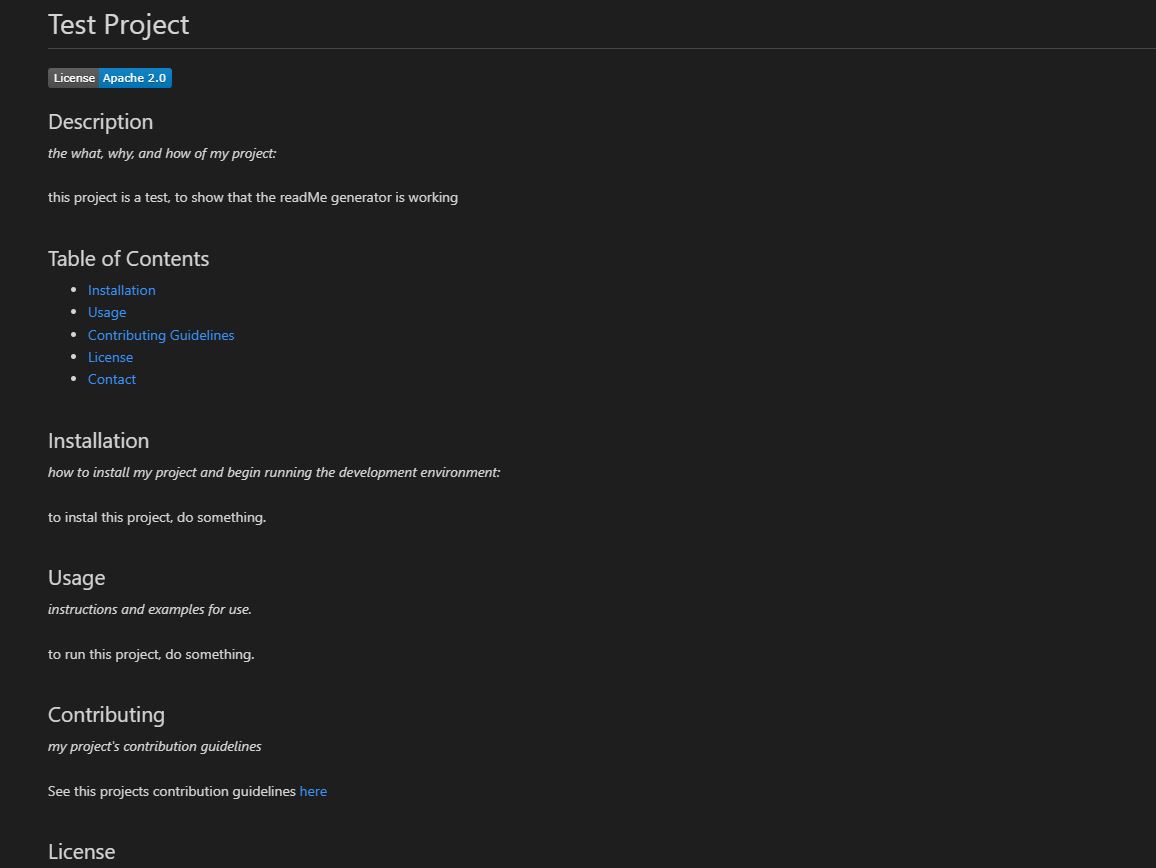 Test Project
License Apache 2.0
Description
the what, why, and how of my project:
this project is a test, to show that the readMe generator is working
Table of Contents
Installation
Usage
Contributing Guidelines
License
Contact
Installation
how to install my project and begin running the development environment:
to instal this project, do something.
Usage
instructions and examples for use.
to run this project, do something.
Contributing
my project's contribution guidelines
See this projects contribution guidelines here
License